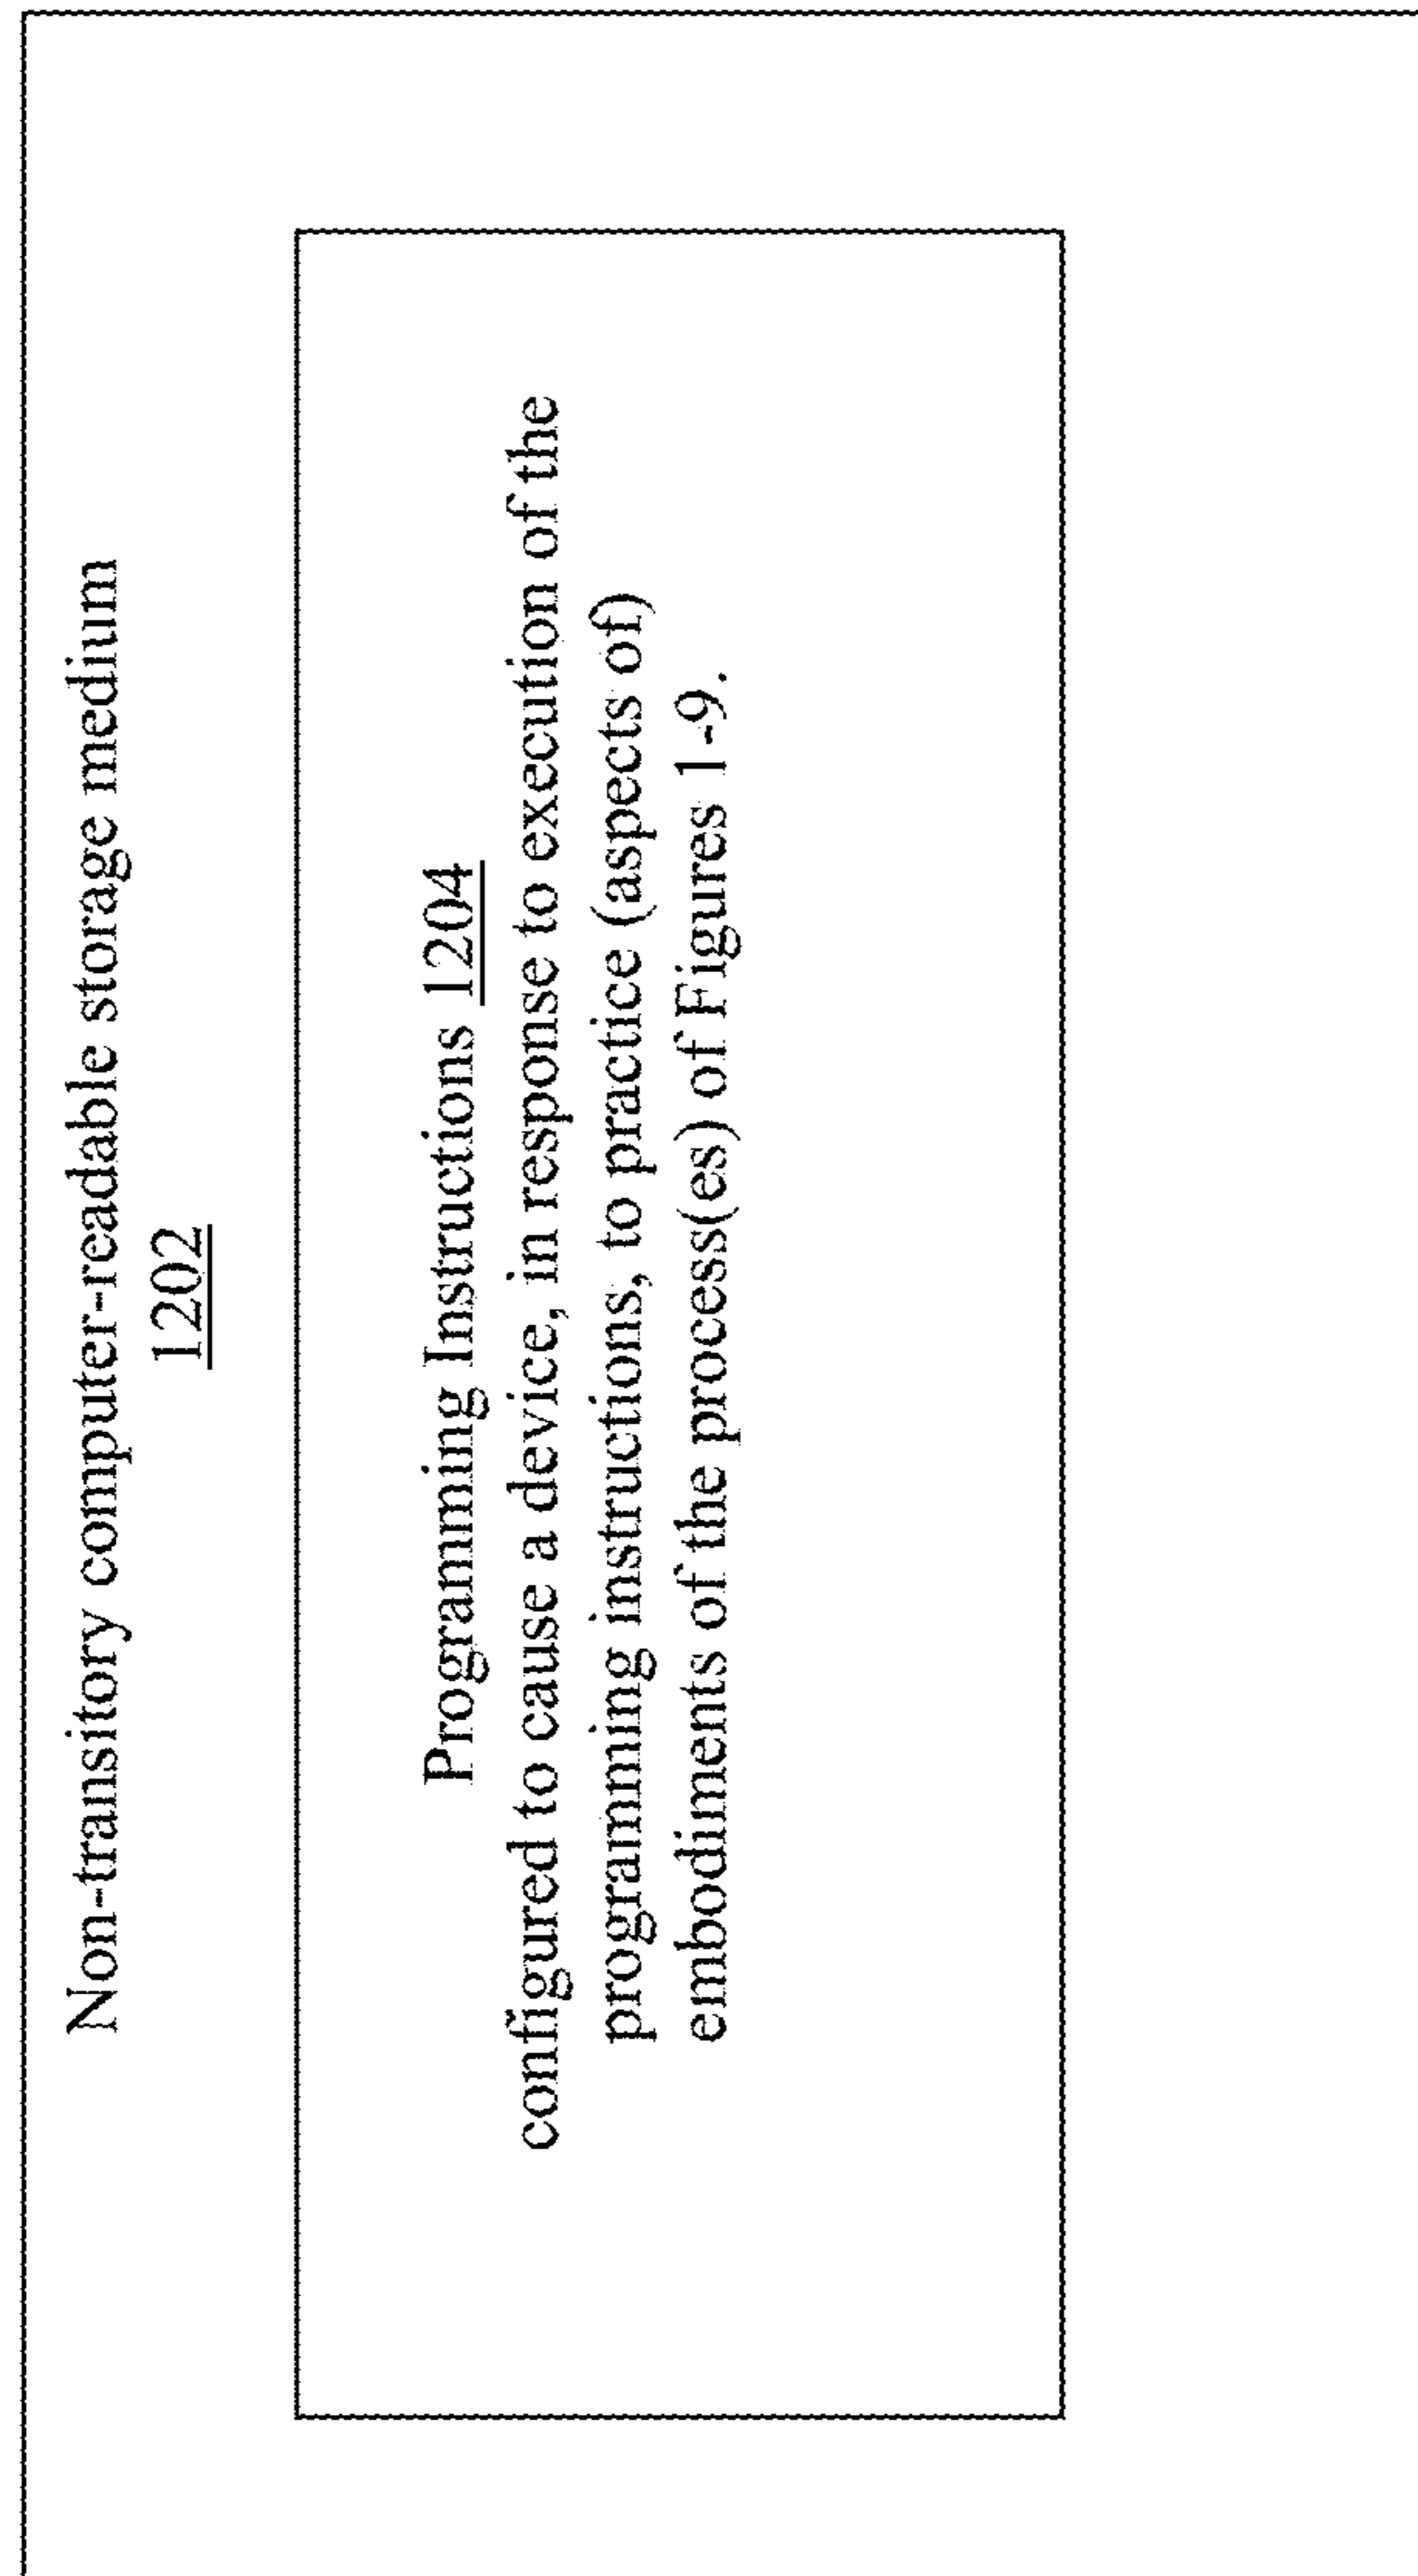 Non-transitory computer-readable storage medium
1202
Programming Instructions 1204
configured to cause a device, in response to execution of the
programming instructions, to practice (aspects of)
embodiments of the process(es) of Figures 1-9.